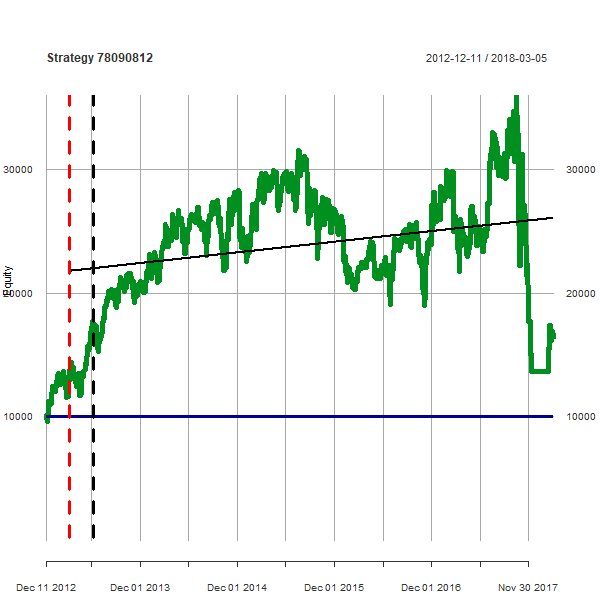 Strategy 78090812 2012-12-11 / 2018-03-05
30000 30000
Equity
20000 20000
10000 10000
Dec 11 2012 Dec 01 2013 Dec 01 2014 Dec 01 2015 Dec 01 2016 Nov 30 2017